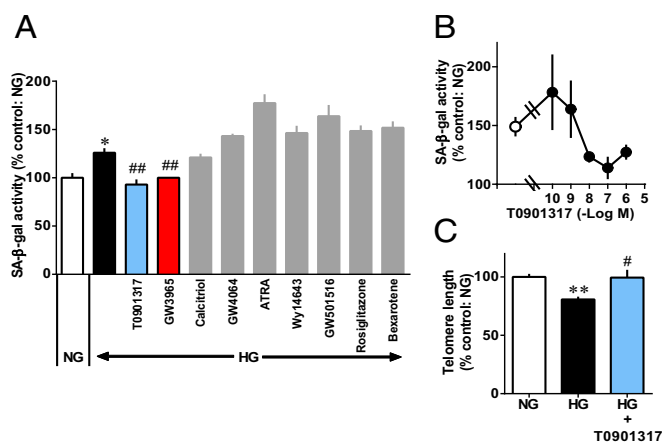 A
SA-β-gal activity
(% control: NG)
200
150
100
50
0
*
##
##
T0901317
GW3965
Calcitriol
GW4064
ATRA
Wy14643
GW501516
Rosiglitazone
Bexarotene
NG
HG
B
SA-β-gal activity
(% control: NG)
200
150
100
10 9 8 7 6 5
T0901317 (-Log M)
C
Telomere length
(% control: NG)
100
50
0
**
#
NG HG HG
+
T0901317